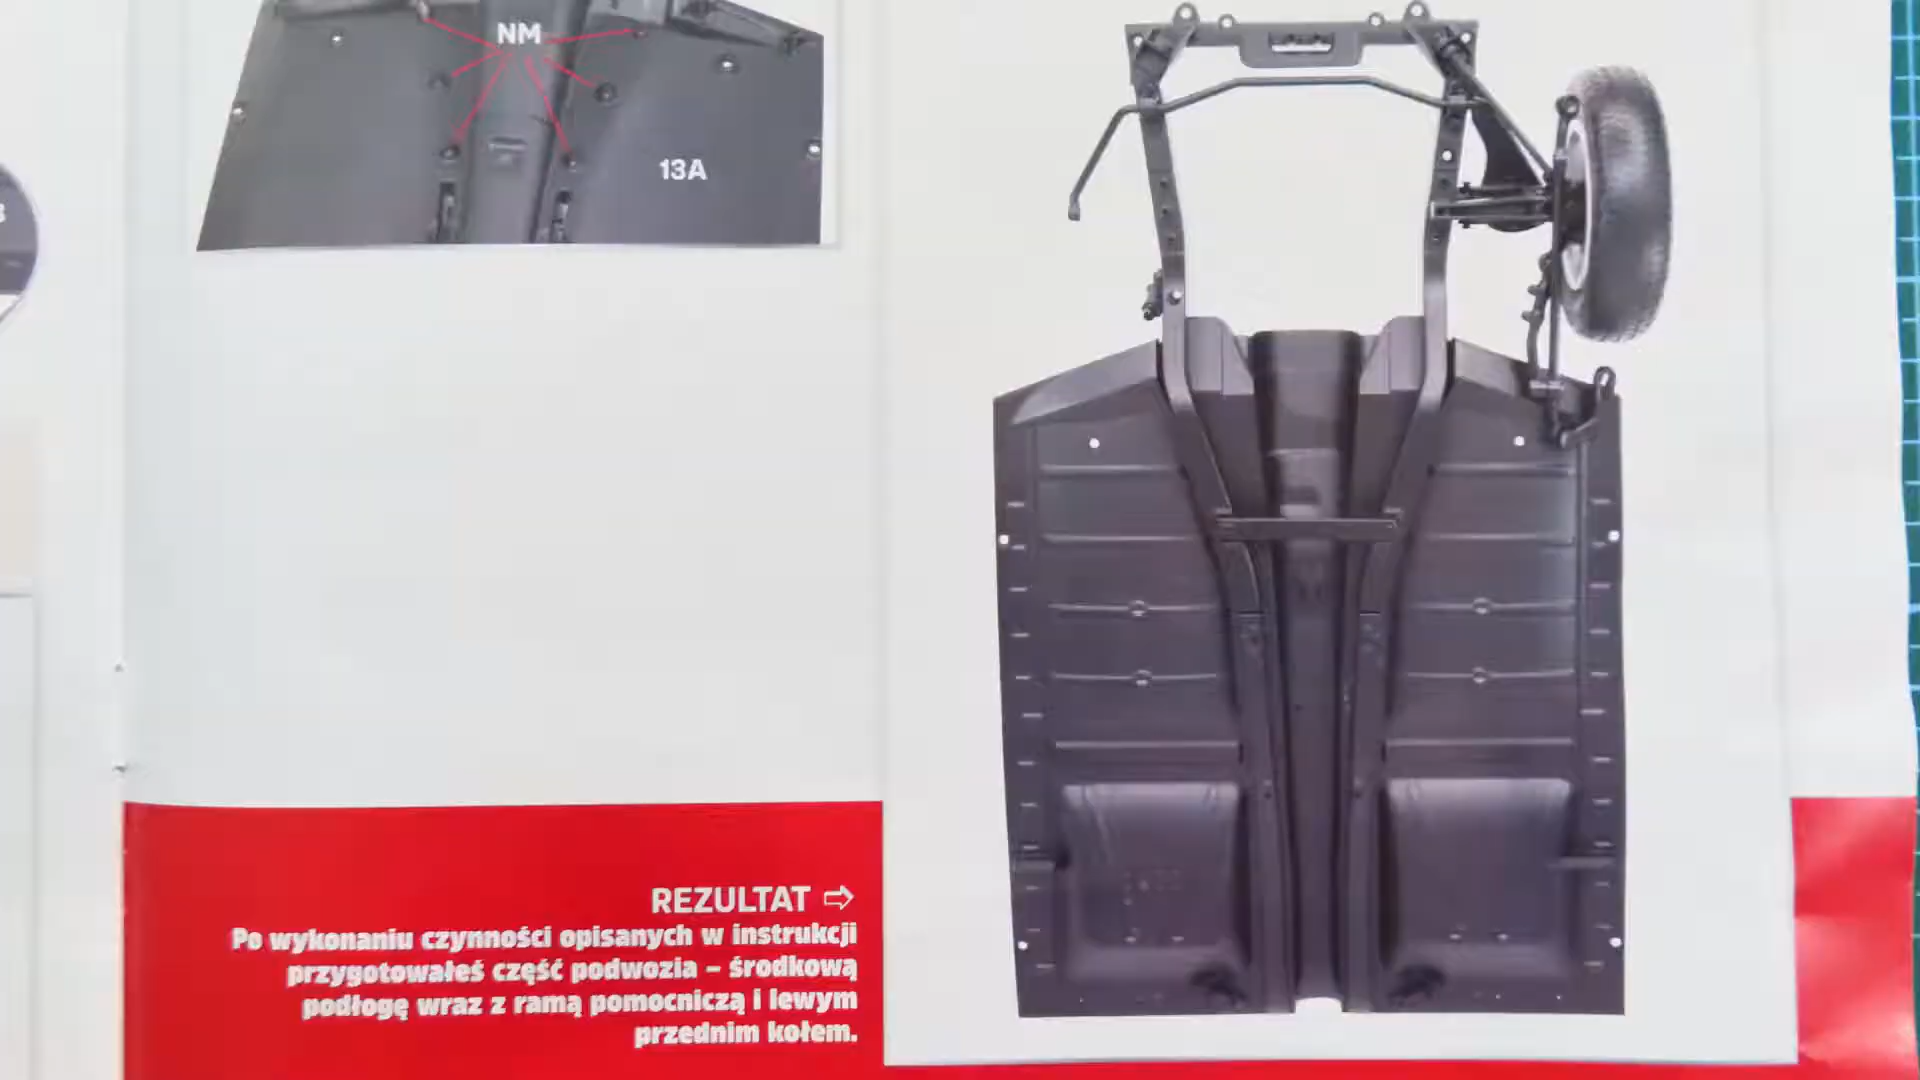 NM
13A
REZULTAT ⇨
Po wykonaniu czynności opisanych w instrukcji
przygotowałeś część podwozia – środkową
podłogę wraz z ramą pomocniczą i lewym
przednim kołem.